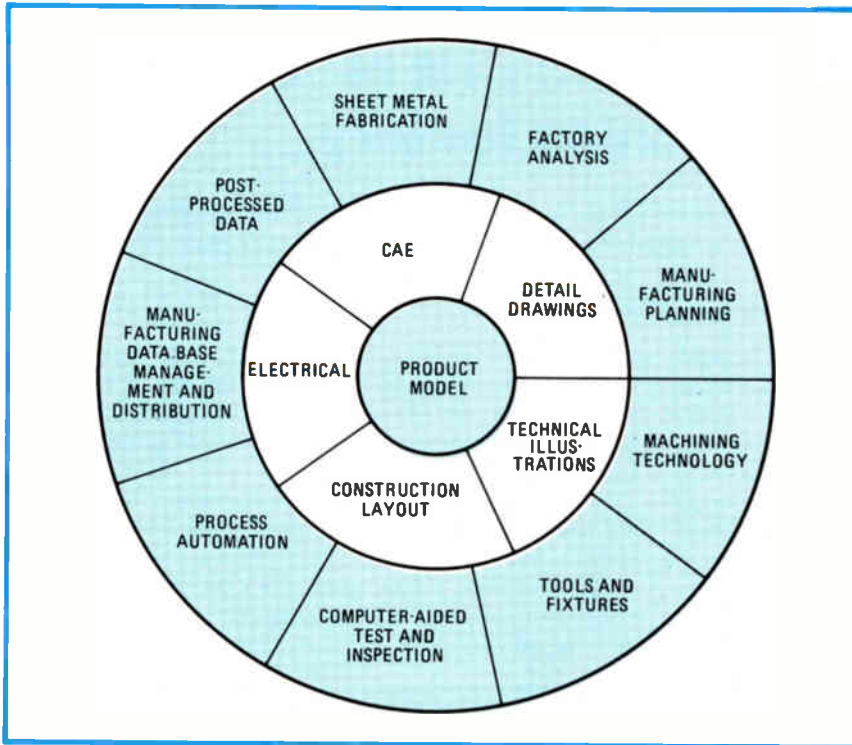 SHEET METAL
FABRICATION
FACTORY
ANALYSIS
MANU-
FACTURING
PLANNING
MACHINING
TECHNOLOGY
TOOLS AND
FIXTURES
COMPUTER-AIDED
TEST AND
INSPECTION
PROCESS
AUTOMATION
MANU-
FACTURING
DATA.BASE
MANAGE-
MENT AND
DISTRIBUTION
POST-
PROCESSED
DATA
CAE
DETAIL
DRAWINGS
TECHNICAL
ILLUS-
TRATIONS
CONSTRUCTION
LAYOUT
ELECTRICAL
PRODUCT
MODEL